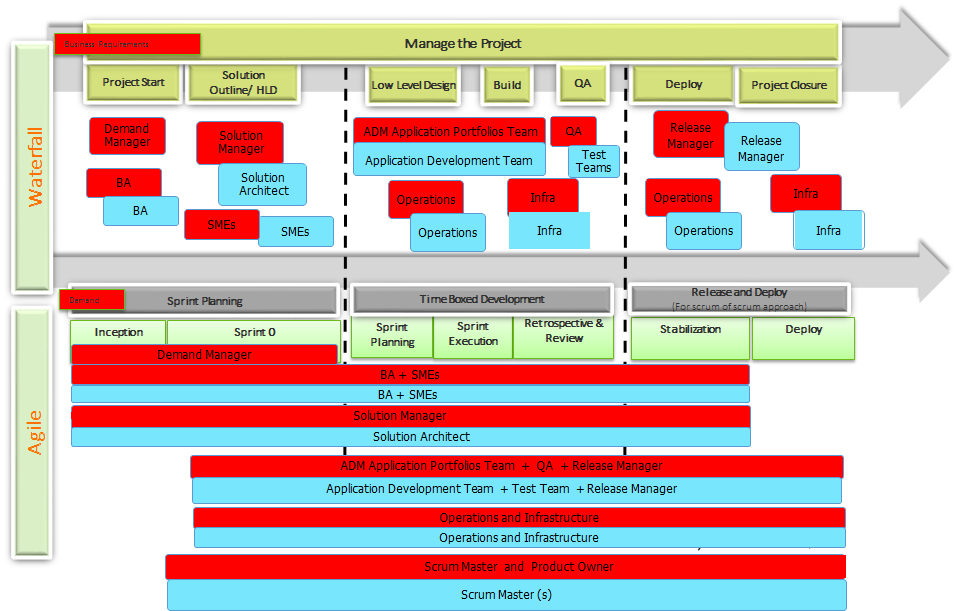 Business Requirements
Manage the Project
Project Start
Solution
Outline/ HLD
Low Level Design
Build
QA
Deploy
Project Closure
Waterfall
Demand
Manager
Solution
Manager
Solution
Architect
BA
BA
SMEs
SMEs
ADM Application Portfolios Team
Application Development Team
QA
Test
Teams
Operations
Operations
Infra
Infra
Release
Manager
Release
Manager
Operations
Operations
Infra
Infra
Demand
Sprint Planning
Time Boxed Development
Release and Deploy
(For scrum of scrum approach)
Agile
Inception
Sprint 0
Sprint
Planning
Sprint
Execution
Retrospective &
Review
Stabilization
Deploy
Demand Manager
BA + SMEs
BA + SMEs
Solution Manager
Solution Architect
ADM Application Portfolios Team + QA + Release Manager
Application Development Team + Test Team + Release Manager
Operations and Infrastructure
Operations and Infrastructure
Scrum Master and Product Owner
Scrum Master (s)